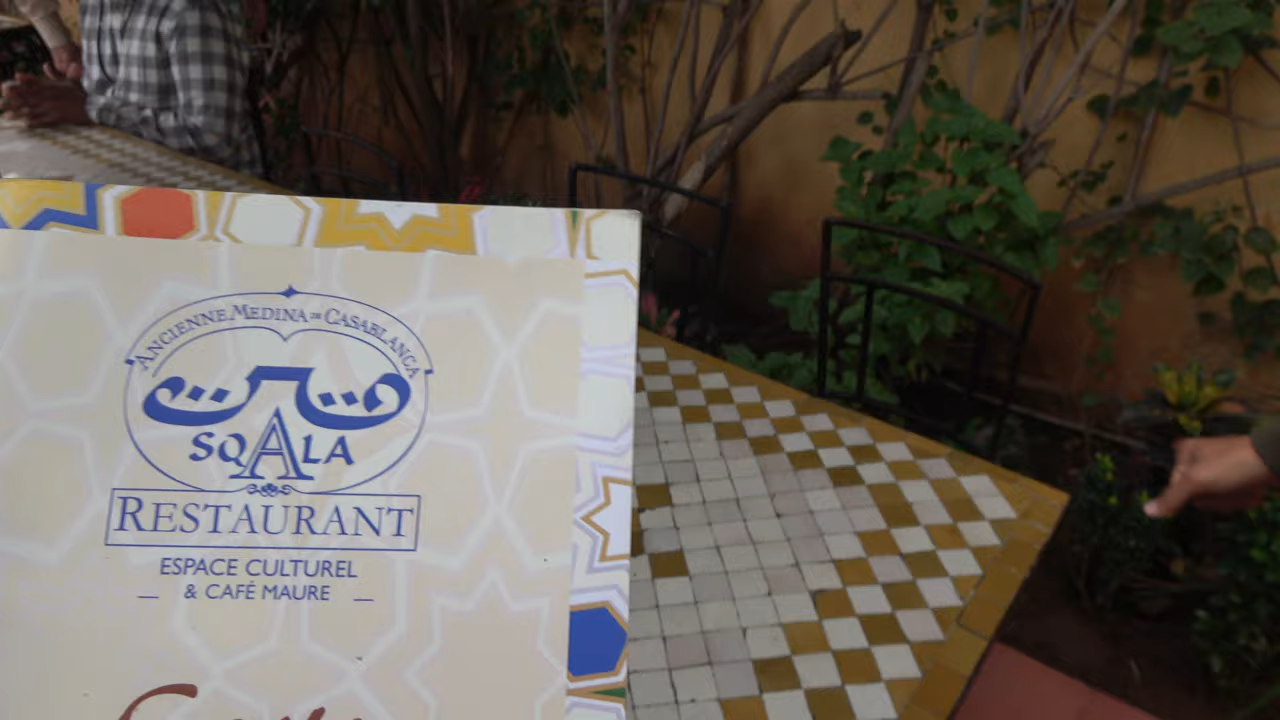 ANCIENNE MEDINA DE CASABLANCA
SQALA
RESTAURANT
ESPACE CULTUREL
& CAFÉ MAURE